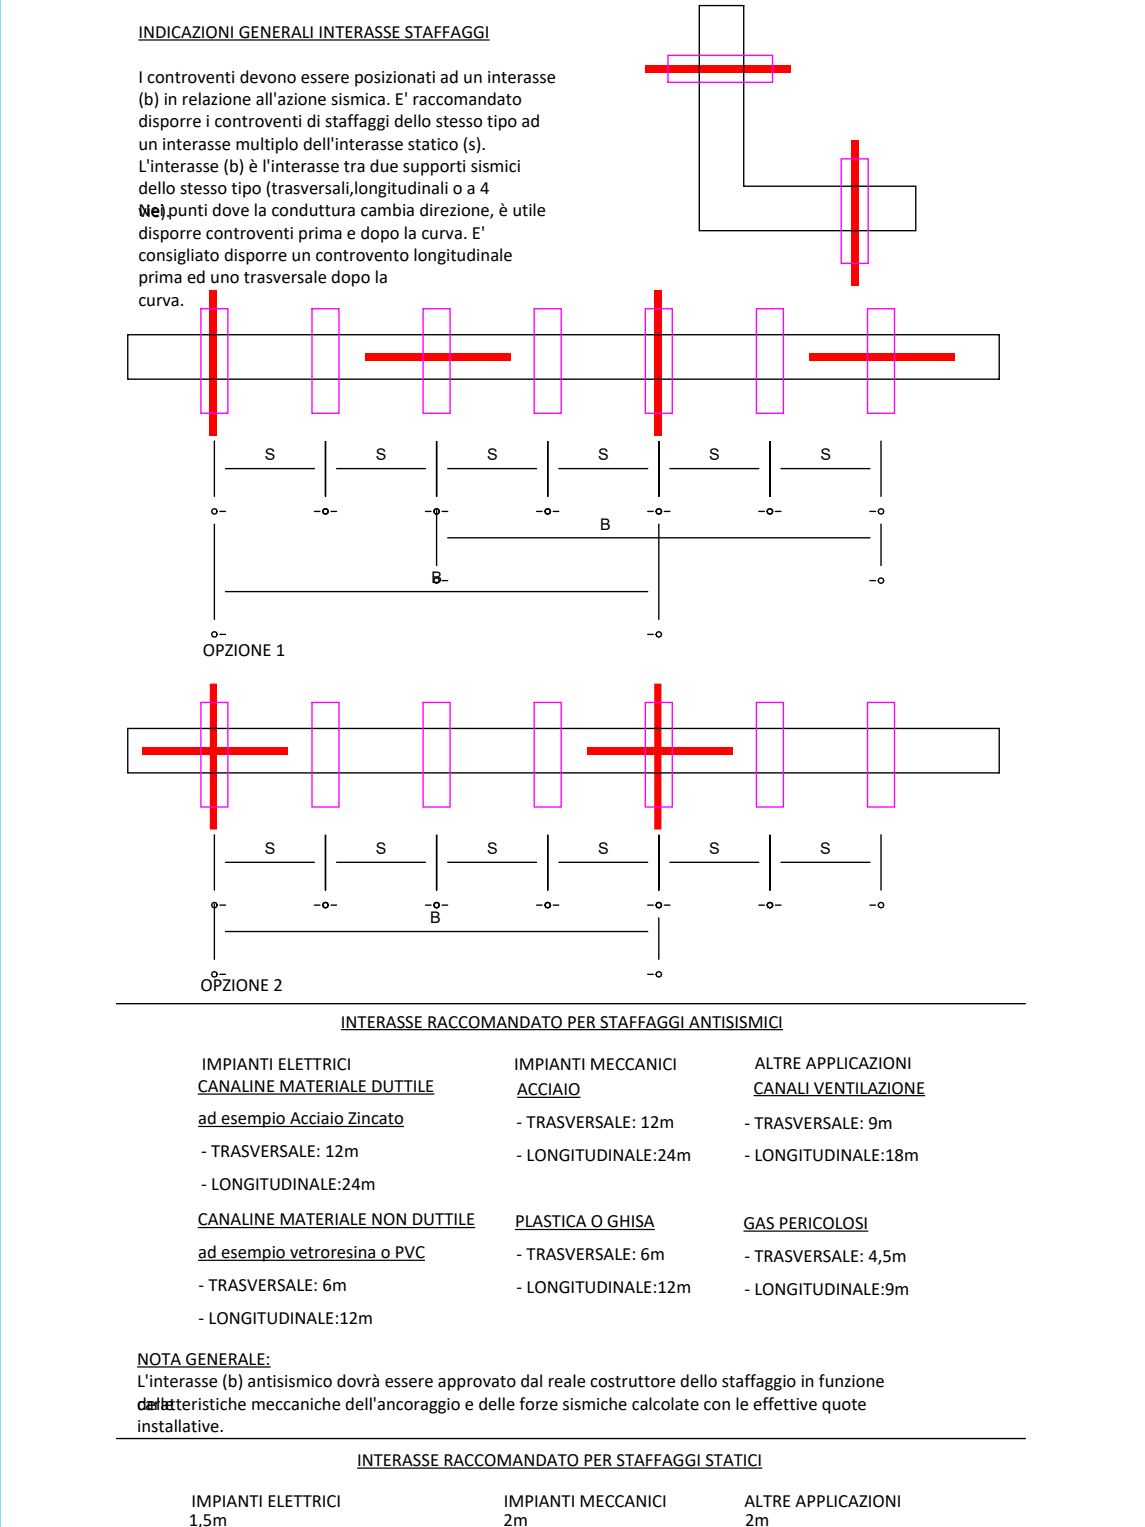 INDICAZIONI GENERALI INTERASSE STAFFAGGI
I controventi devono essere posizionati ad un interasse
(b) in relazione all'azione sismica. E' raccomandato
disporre i controventi di staffaggi dello stesso tipo ad
un interasse multiplo dell'interasse statico (s).
L'interasse (b) è l'interasse tra due supporti sismici
dello stesso tipo (trasversali,longitudinali o a 4
vie).
Nei punti dove la conduttura cambia direzione, è utile
disporre controventi prima e dopo la curva. E'
consigliato disporre un controvento longitudinale
prima ed uno trasversale dopo la
curva.
S S S S S S
B
B
OPZIONE 1
S S S S S S
B
OPZIONE 2
INTERASSE RACCOMANDATO PER STAFFAGGI ANTISISMICI
IMPIANTI ELETTRICI
CANALINE MATERIALE DUTTILE
ad esempio Acciaio Zincato
- TRASVERSALE: 12m
- LONGITUDINALE:24m
CANALINE MATERIALE NON DUTTILE
ad esempio vetroresina o PVC
- TRASVERSALE: 6m
- LONGITUDINALE:12m
IMPIANTI MECCANICI
ACCIAIO
- TRASVERSALE: 12m
- LONGITUDINALE:24m
PLASTICA O GHISA
- TRASVERSALE: 6m
- LONGITUDINALE:12m
ALTRE APPLICAZIONI
CANALI VENTILAZIONE
- TRASVERSALE: 9m
- LONGITUDINALE:18m
GAS PERICOLOSI
- TRASVERSALE: 4,5m
- LONGITUDINALE:9m
NOTA GENERALE:
L'interasse (b) antisismico dovrà essere approvato dal reale costruttore dello staffaggio in funzione
delle
caratteristiche meccaniche dell'ancoraggio e delle forze sismiche calcolate con le effettive quote
installative.
INTERASSE RACCOMANDATO PER STAFFAGGI STATICI
IMPIANTI ELETTRICI
1,5m
IMPIANTI MECCANICI
2m
ALTRE APPLICAZIONI
2m